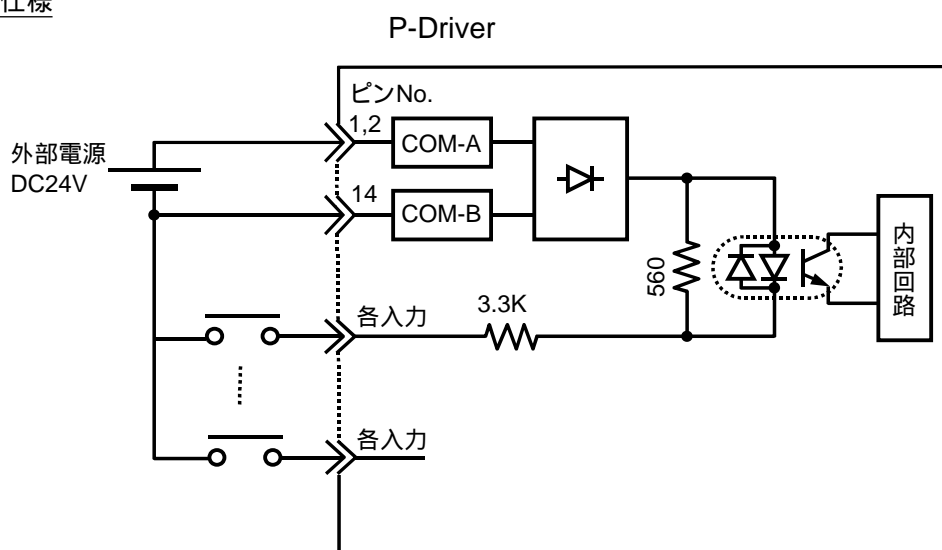 仕様
P-Driver
ピンNo.
1,2
COM-A
外部電源
DC24V
14
COM-B
内部回路
560
各入力
3.3K
各入力